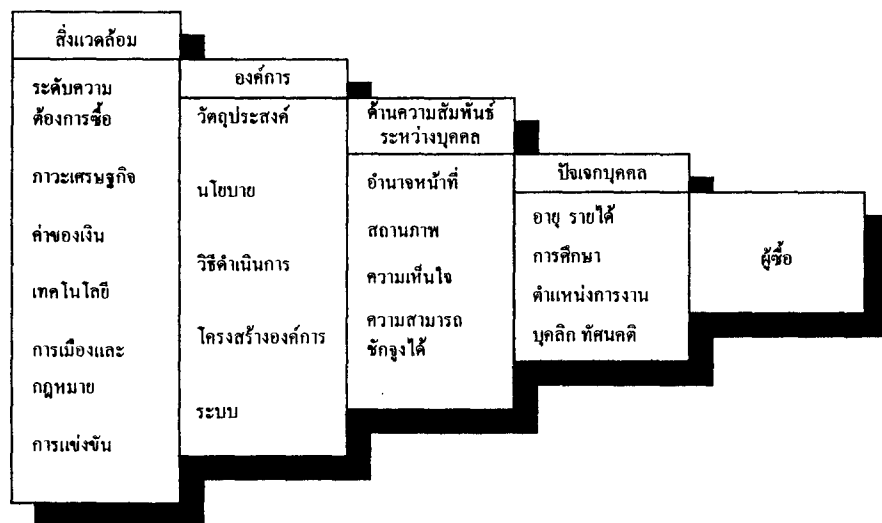 สิ่งแวดล้อม
ระดับความ
ต้องการซื้อ
ภาวะเศรษฐกิจ
ค่าของเงิน
เทคโนโลยี
การเมืองและ
กฎหมาย
การแข่งขัน
องค์การ
วัตถุประสงค์
นโยบาย
วิธีดำเนินการ
โครงสร้างองค์การ
ระบบ
ด้านความสัมพันธ์
ระหว่างบุคคล
อำนาจหน้าที่
สถานภาพ
ความเห็นใจ
ความสามารถ
ชักจูงได้
ปัจเจกบุคคล
อายุ รายได้
การศึกษา
ตำแหน่งการงาน
บุคลิก ทัศนคติ
ผู้ซื้อ